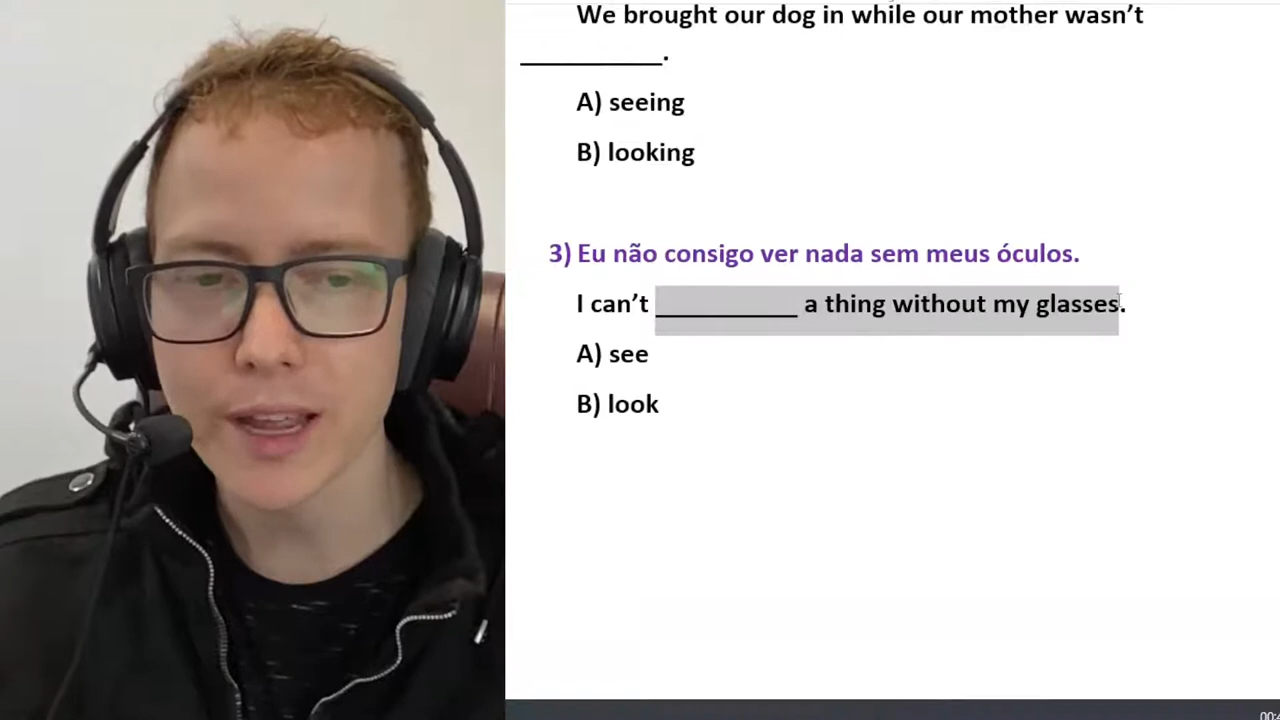 We brought our dog in while our mother wasn’t
__________.
A) seeing
B) looking
3) Eu não consigo ver nada sem meus óculos.
I can’t __________ a thing without my glasses.
A) see
B) look